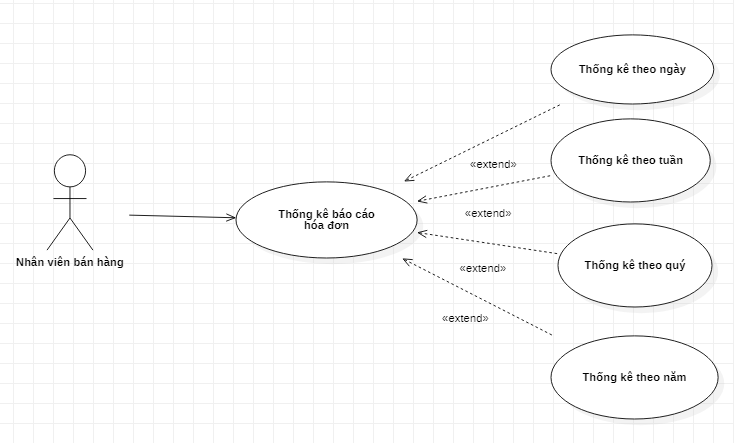 Thống kê theo ngày
«extend»
Thống kê theo tuần
Thống kê báo cáo
hóa đơn
«extend»
Nhân viên bán hàng
«extend»
Thống kê theo quý
«extend»
Thống kê theo năm